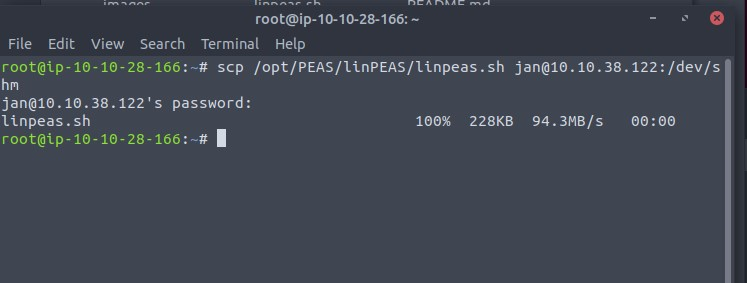 images linpeas.sh README.md
root@ip-10-10-28-166: ~
File Edit View Search Terminal Help
root@ip-10-10-28-166:~# scp /opt/PEAS/linPEAS/linpeas.sh jan@10.10.38.122:/dev/s
hm
jan@10.10.38.122's password:
linpeas.sh 100% 228KB 94.3MB/s 00:00
root@ip-10-10-28-166:~#